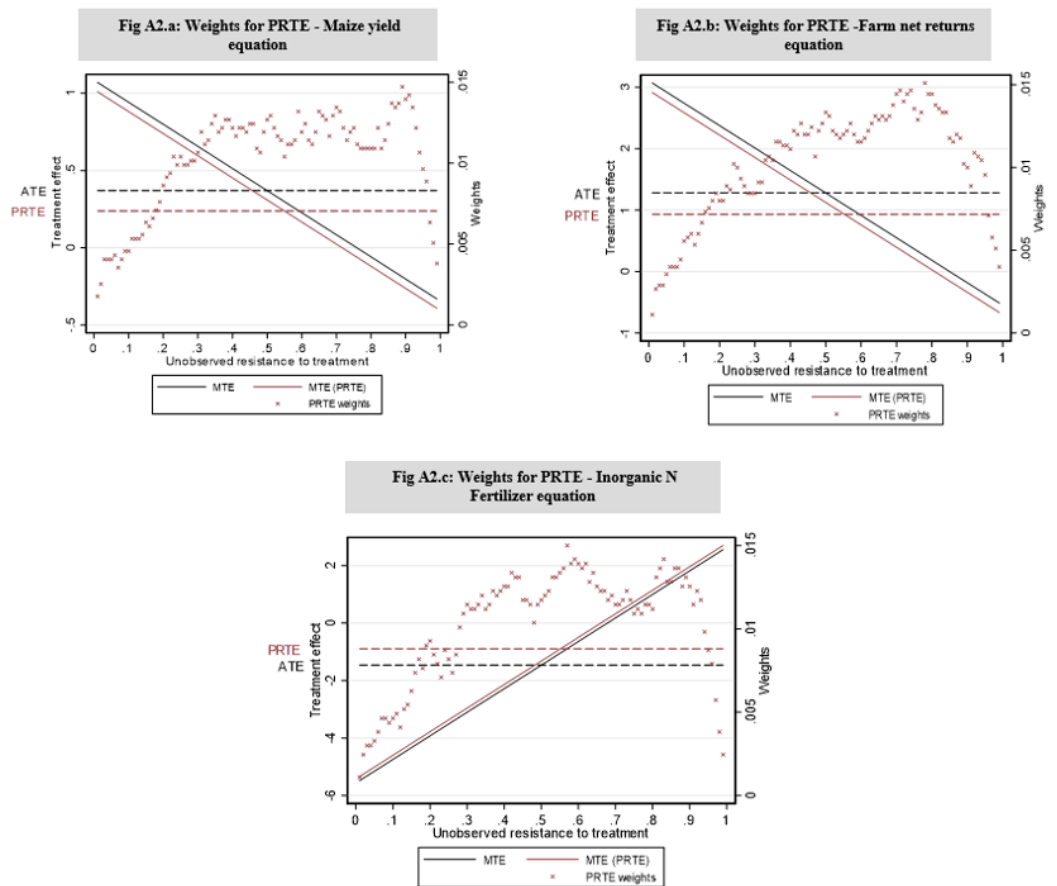 Fig A2.a: Weights for PRTE - Maize yield
equation
1
.5
0
-.5
Treatment effect
ATE
PRTE
.015
.01
.005
0
Weights
0 .1 .2 .3 .4 .5 .6 .7 .8 .9 1
Unobserved resistance to treatment
MTE MTE (PRTE)
PRTE weights
Fig A2.b: Weights for PRTE -Farm net returns
equation
3
2
1
0
-1
Treatment effect
ATE
PRTE
.015
.01
.005
0
Weights
0 .1 .2 .3 .4 .5 .6 .7 .8 .9 1
Unobserved resistance to treatment
MTE MTE (PRTE)
PRTE weights
Fig A2.c: Weights for PRTE - Inorganic N
Fertilizer equation
2
0
-2
-4
-6
Treatment effect
PRTE
ATE
.015
.01
.005
0
Weights
0 .1 .2 .3 .4 .5 .6 .7 .8 .9 1
Unobserved resistance to treatment
MTE MTE (PRTE)
PRTE weights